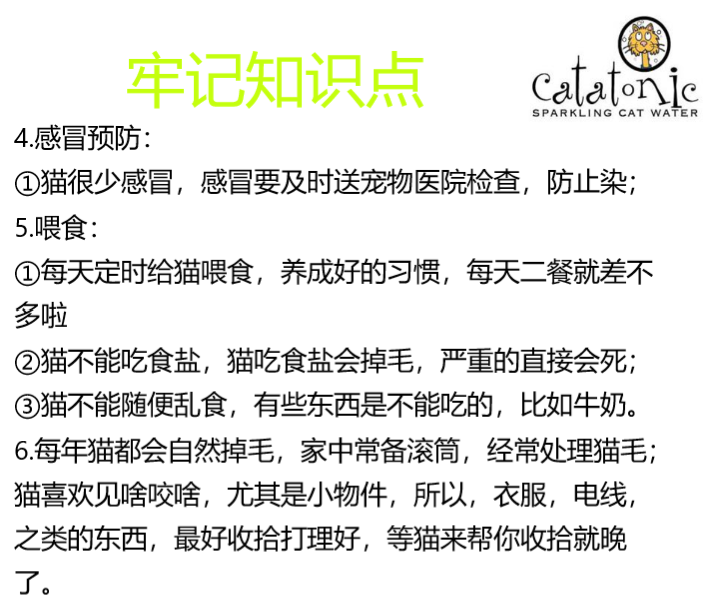 牢记知识点
catatonic
SPARKLING CAT WATER
4.感冒预防：
①猫很少感冒，感冒要及时送宠物医院检查，防止染；
5.喂食：
①每天定时给猫喂食，养成好的习惯，每天二餐就差不
多啦
②猫不能吃食盐，猫吃食盐会掉毛，严重的直接会死；
③猫不能随便乱食，有些东西是不能吃的，比如牛奶。
6.每年猫都会自然掉毛，家中常备滚筒，经常处理猫毛；
猫喜欢见啥咬啥，尤其是小物件，所以，衣服，电线，
之类的东西，最好收拾打理好，等猫来帮你收拾就晚
了。